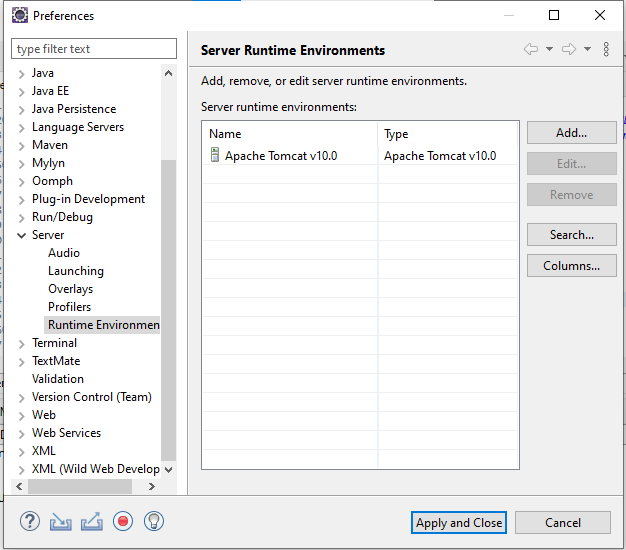 Preferences
type filter text
Java
Java EE
Java Persistence
Language Servers
Maven
Mylyn
Oomph
Plug-in Development
Run/Debug
Server
Audio
Launching
Overlays
Profilers
Runtime Environmen
Terminal
TextMate
Validation
Version Control (Team)
Web
Web Services
XML
XML (Wild Web Develop
Server Runtime Environments
Add, remove, or edit server runtime environments.
Server runtime environments:
Name Type
Apache Tomcat v10.0 Apache Tomcat v10.0
Add...
Edit...
Remove
Search...
Columns...
Apply and Close Cancel